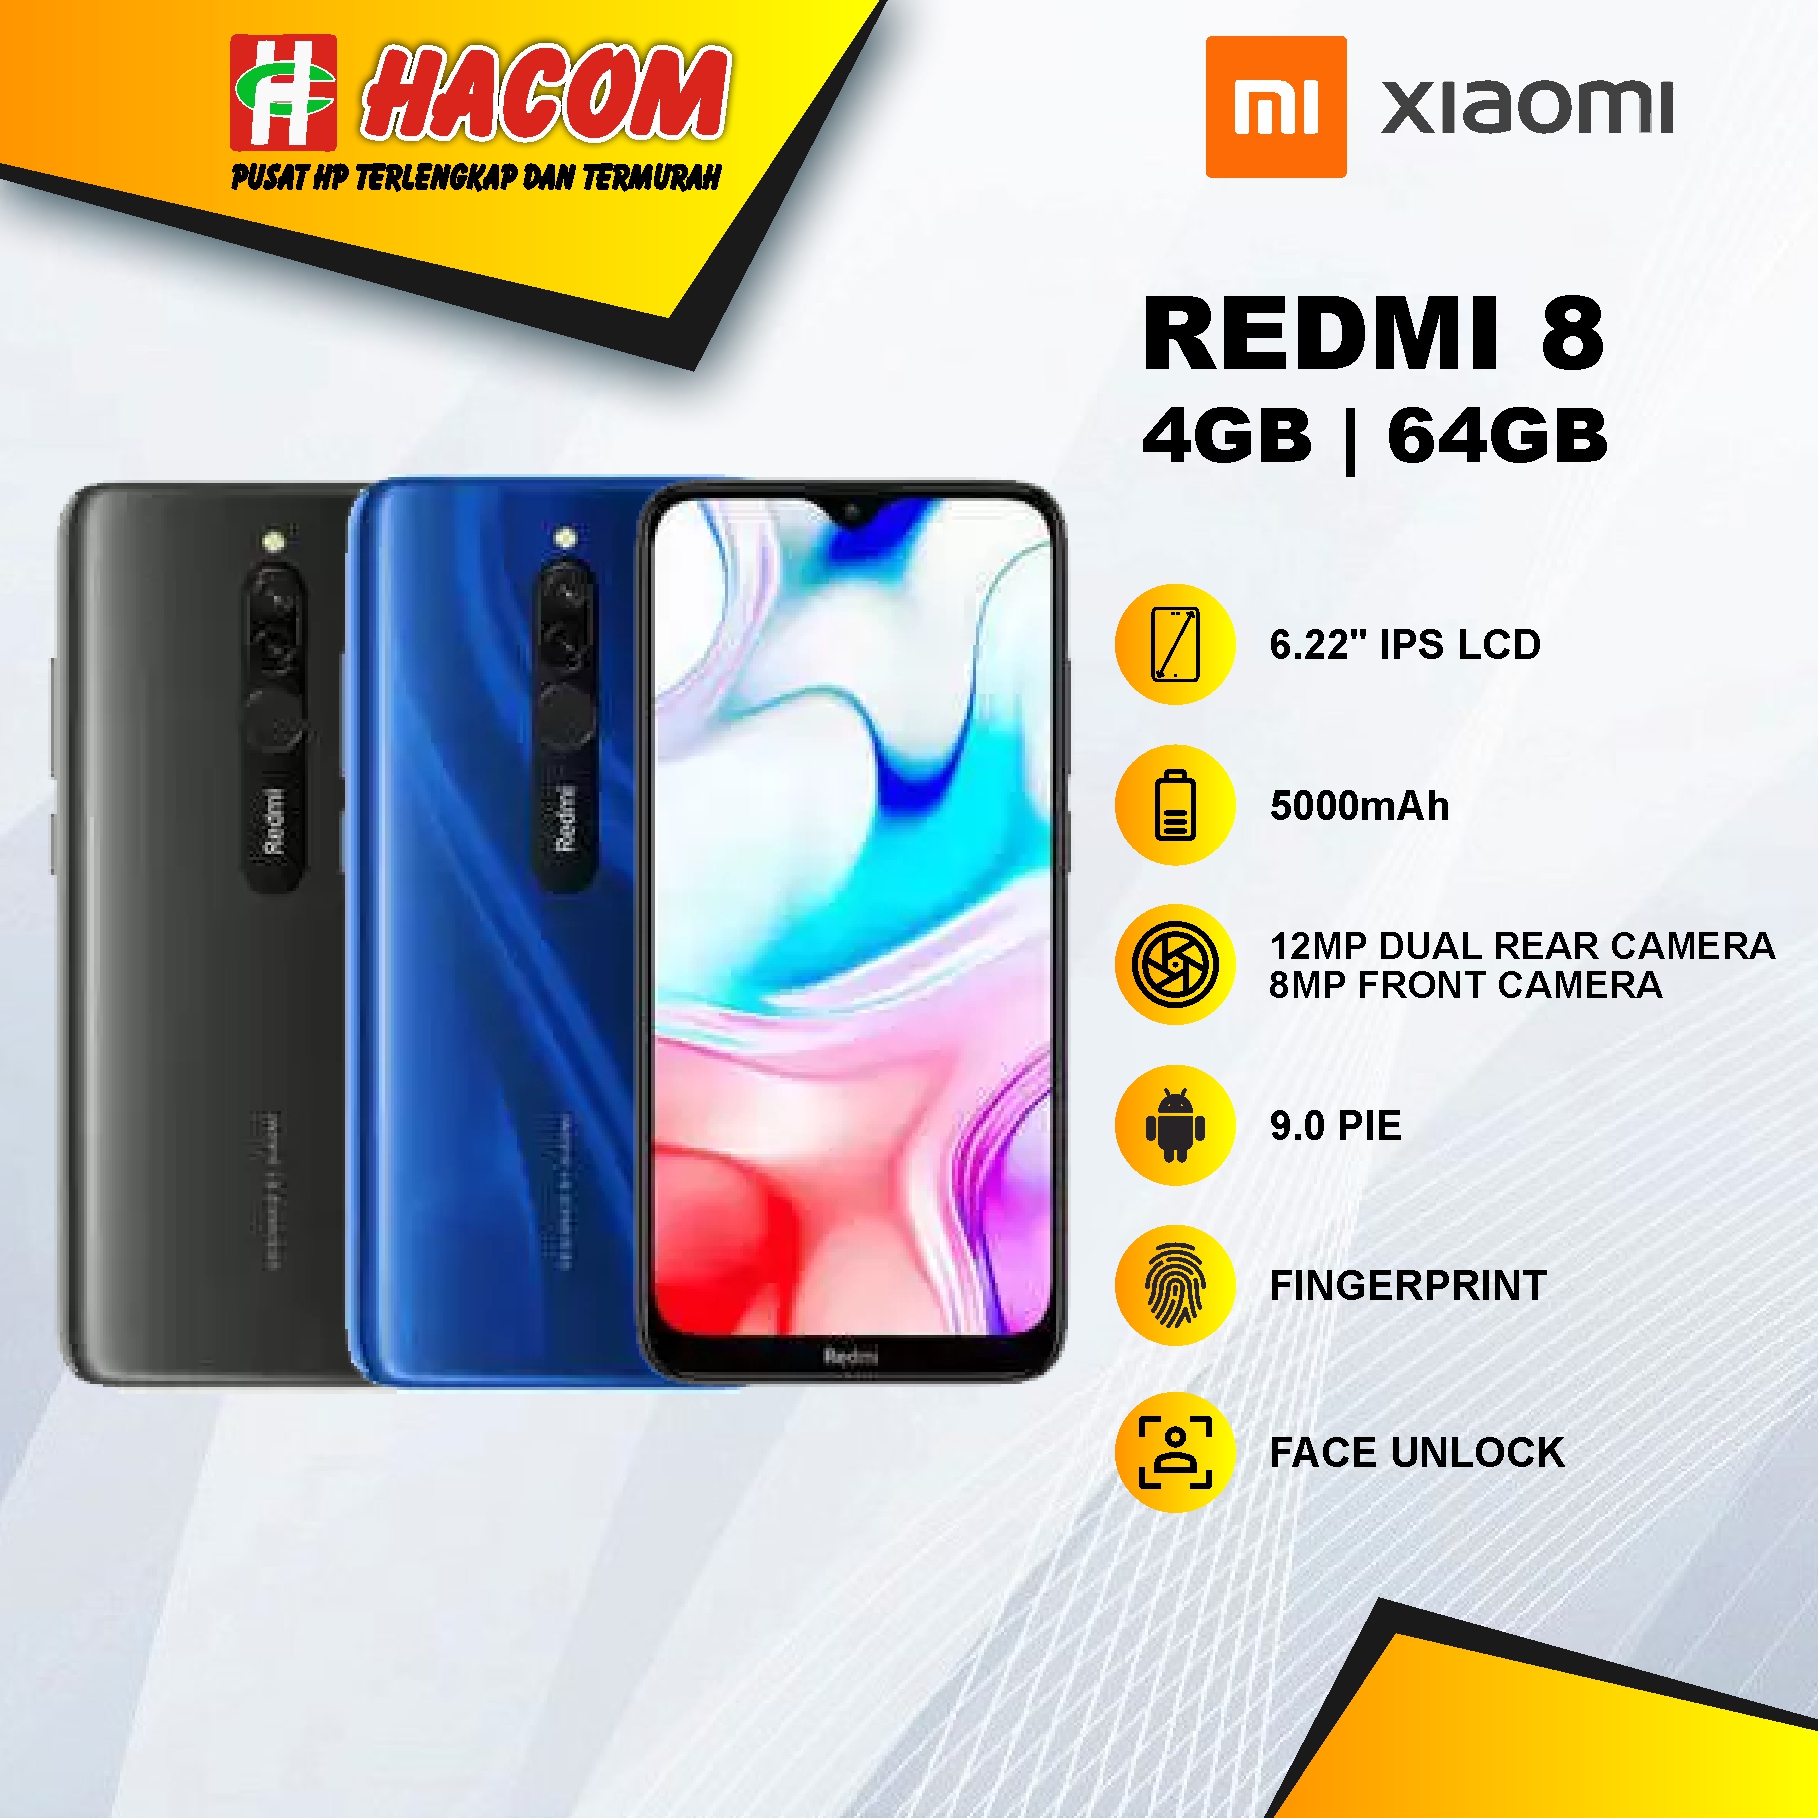 HACOM
PUSAT HP TERLENGKAP DAN TERMURAH
mi xiaomi
REDMI 8
4GB | 64GB
6.22" IPS LCD
5000mAh
12MP DUAL REAR CAMERA
8MP FRONT CAMERA
9.0 PIE
FINGERPRINT
FACE UNLOCK
Redmi
Redmi
Redmi